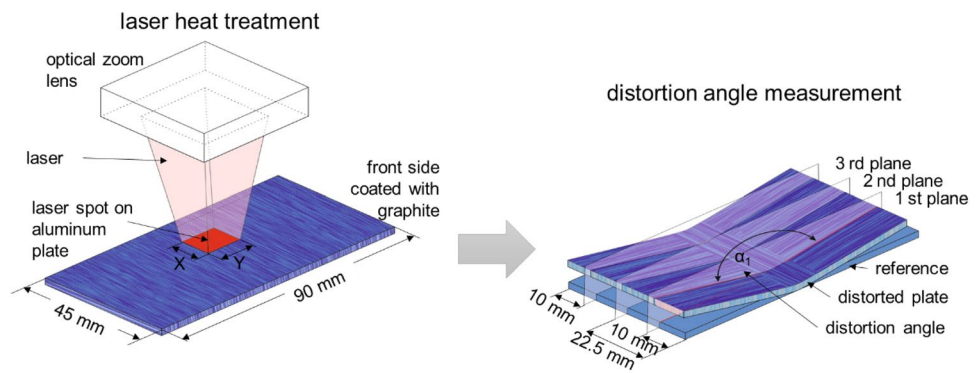 laser heat treatment
optical zoom
lens
laser
laser spot on
aluminum
plate
front side
coated with
graphite
X
Y
45 mm
90 mm
distortion angle measurement
3 rd plane
2 nd plane
1 st plane
α1
reference
distorted plate
distortion angle
10 mm
10 mm
22.5 mm